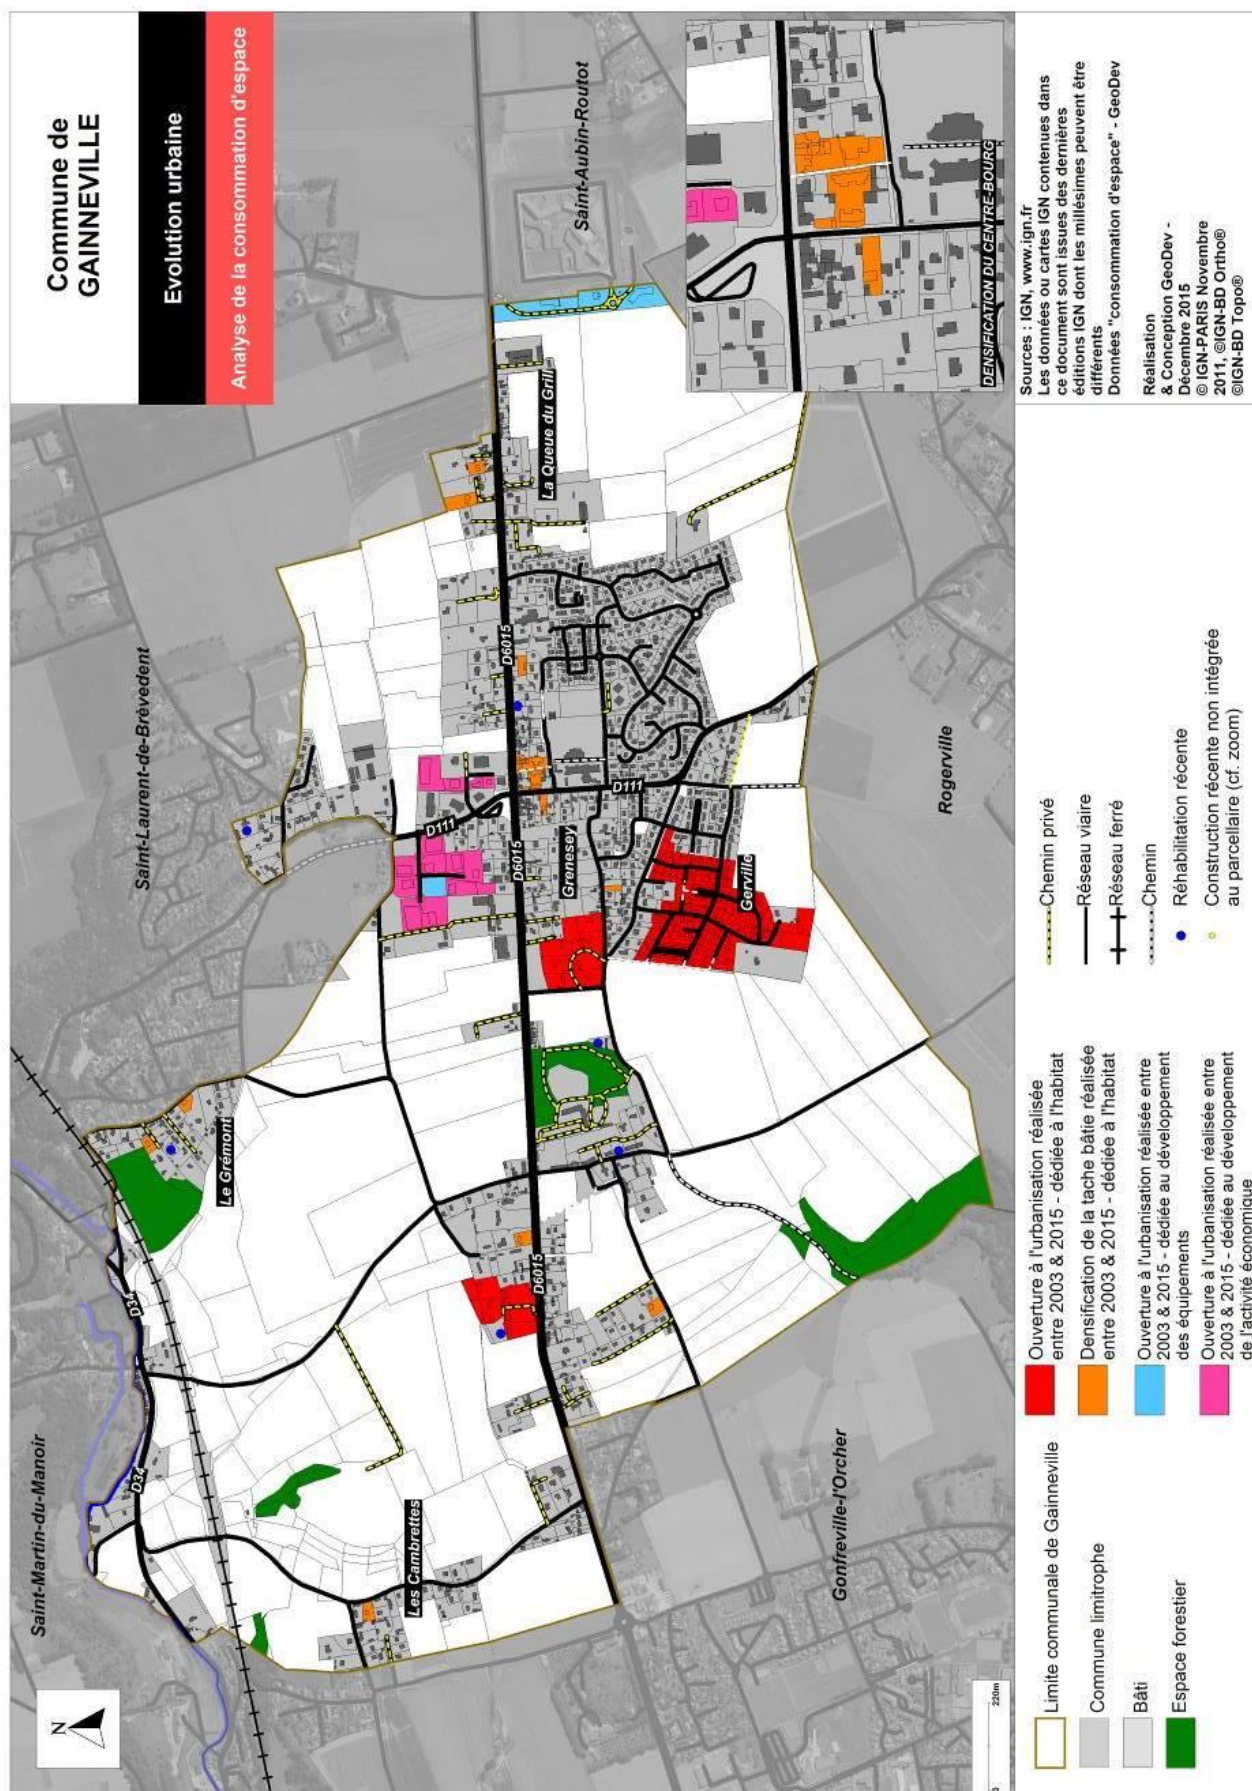 Commune de
GAINNEVILLE
Evolution urbaine
Analyse de la consommation d'espace
N
Saint-Martin-du-Manoir
Saint-Laurent-de-Brèvedent
Saint-Aubin-Routot
Gonfreville-l'Orcher
Rogerville
Le Grémont
Les Cambrettes
La Queue du Grill
Grenesey
Gerville
D34
D34
D6015
D6015
D6015
D111
D111
DENSIFICATION DU CENTRE-BOURG
220m
Limite communale de Gainneville
Commune limitrophe
Bâti
Espace forestier
Ouverture à l'urbanisation réalisée
entre 2003 & 2015 - dédiée à l'habitat
Densification de la tache bâtie réalisée
entre 2003 & 2015 - dédiée à l'habitat
Ouverture à l'urbanisation réalisée entre
2003 & 2015 - dédiée au développement
des équipements
Ouverture à l'urbanisation réalisée entre
2003 & 2015 - dédiée au développement
de l'activité économique
Chemin privé
Réseau viaire
Réseau ferré
Chemin
Réhabilitation récente
Construction récente non intégrée
au parcellaire (cf. zoom)
Sources : IGN, www.ign.fr
Les données ou cartes IGN contenues dans
ce document sont issues des dernières
éditions IGN dont les millésimes peuvent être
différents
Données "consommation d'espace" - GeoDev
Réalisation
& Conception GeoDev -
Décembre 2015
© IGN-PARIS Novembre
2011, ©IGN-BD Ortho®
©IGN-BD Topo®